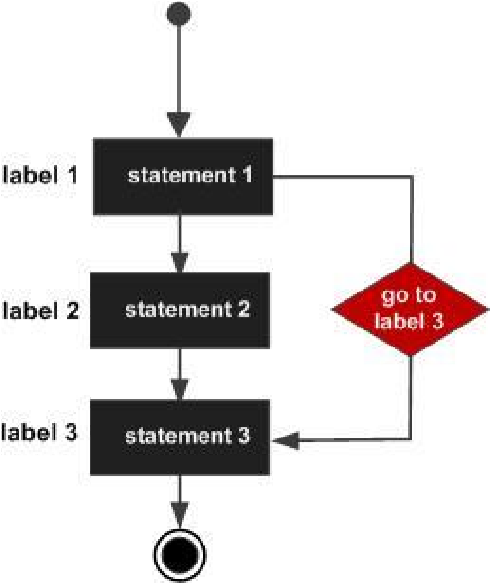 label 1
statement 1
label 2
statement 2
go to
label 3
label 3
statement 3